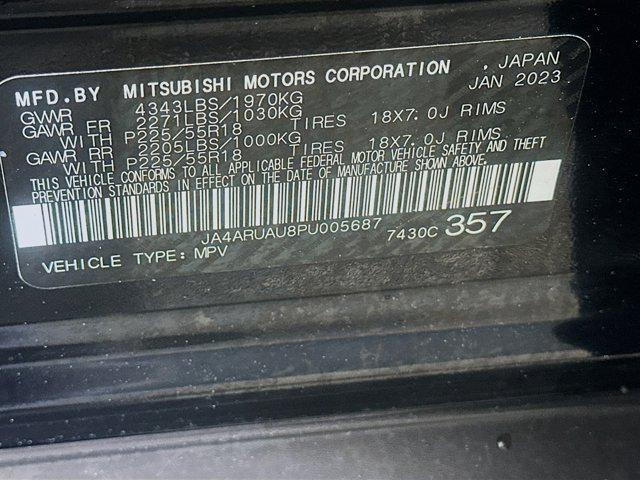 MFD.BY MITSUBISHI MOTORS CORPORATION , JAPAN
GVWR 4343LBS/1970KG JAN 2023
GAWR FR 2271LBS/1030KG
WITH P225/55R18 TIRES 18X7.0J RIMS
GAWR RR 2205LBS/1000KG
WITH P225/55R18 TIRES 18X7.0J RIMS
THIS VEHICLE CONFORMS TO ALL APPLICABLE FEDERAL MOTOR VEHICLE SAFETY AND THEFT
PREVENTION STANDARDS IN EFFECT ON THE DATE OF MANUFACTURE SHOWN ABOVE.
JA4ARUAU8PU005687
VEHICLE TYPE: MPV 7430C 357